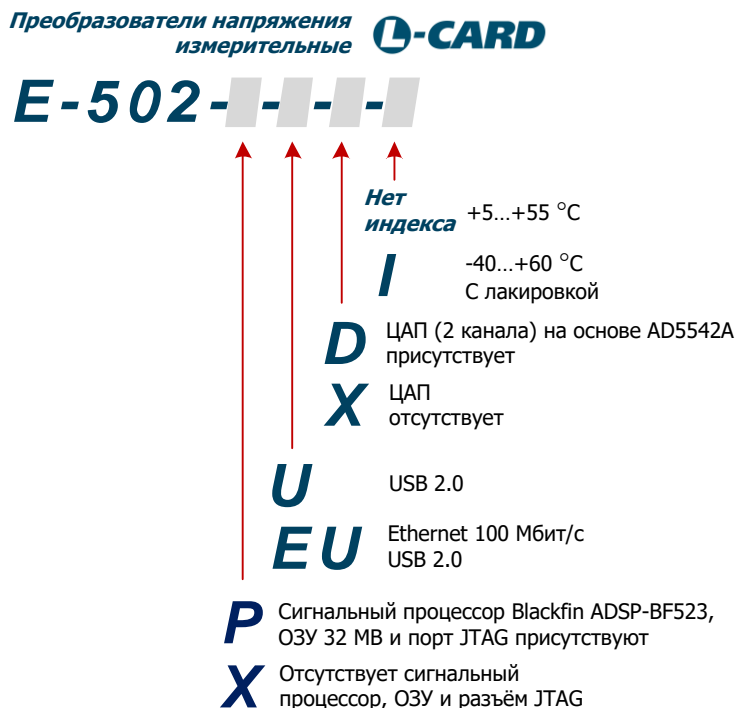 Преобразователи напряжения
измерительные
L-CARD
E-502- - - -
Нет
индекса
+5...+55 °C
I
-40...+60 °C
С лакировкой
D
ЦАП (2 канала) на основе AD5542A
присутствует
X
ЦАП
отсутствует
U
USB 2.0
EU
Ethernet 100 Мбит/с
USB 2.0
P
Сигнальный процессор Blackfin ADSP-BF523,
ОЗУ 32 MB и порт JTAG присутствуют
X
Отсутствует сигнальный
процессор, ОЗУ и разъём JTAG